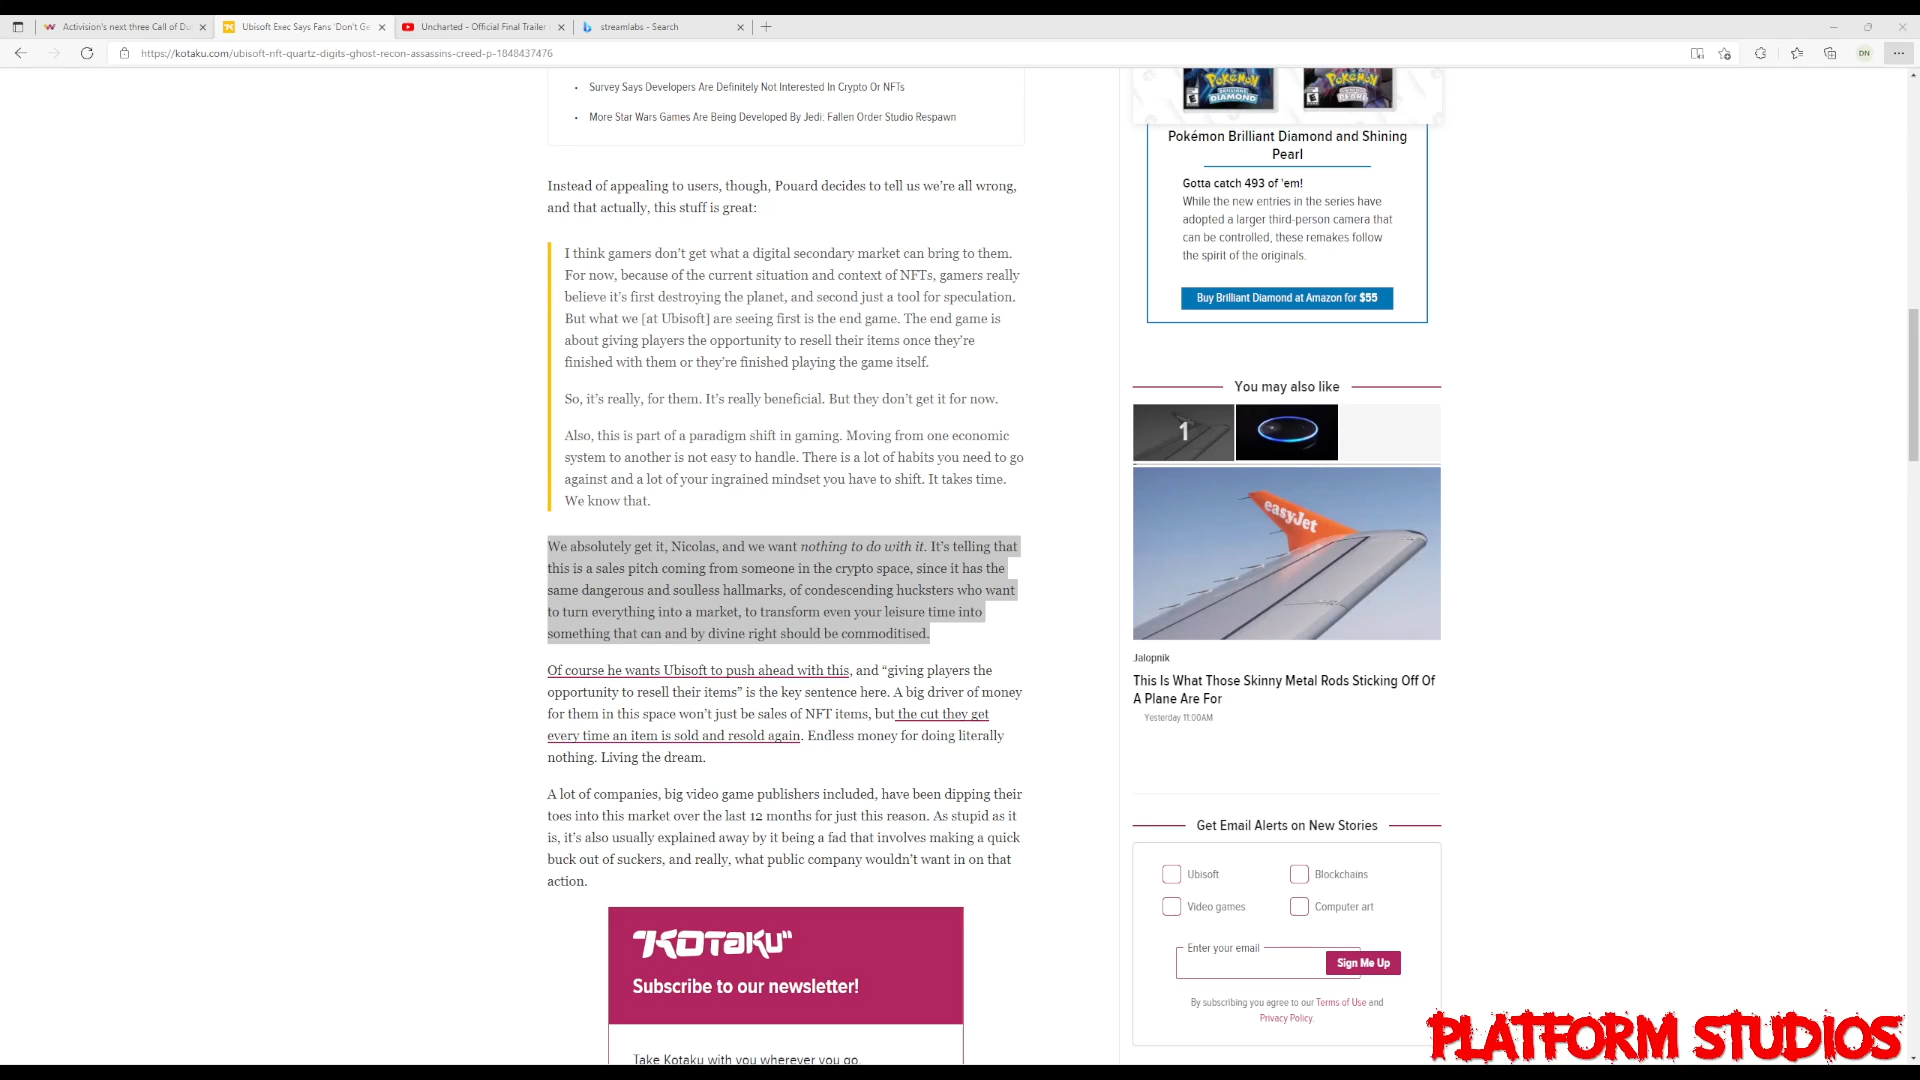 Activision's next three Call of Du
Ubisoft Exec Says Fans 'Don't Ge
Uncharted - Official Final Trailer
streamlabs - Search
https://kotaku.com/ubisoft-nft-quartz-digits-ghost-recon-assassins-creed-p-1848437476
DN
• Survey Says Developers Are Definitely Not Interested In Crypto Or NFTs
• More Star Wars Games Are Being Developed By Jedi: Fallen Order Studio Respawn
Instead of appealing to users, though, Pouard decides to tell us we're all wrong,
and that actually, this stuff is great:
I think gamers don't get what a digital secondary market can bring to them.
For now, because of the current situation and context of NFTs, gamers really
believe it's first destroying the planet, and second just a tool for speculation.
But what we [at Ubisoft] are seeing first is the end game. The end game is
about giving players the opportunity to resell their items once they're
finished with them or they're finished playing the game itself.
So, it's really, for them. It's really beneficial. But they don't get it for now.
Also, this is part of a paradigm shift in gaming. Moving from one economic
system to another is not easy to handle. There is a lot of habits you need to go
against and a lot of your ingrained mindset you have to shift. It takes time.
We know that.
We absolutely get it, Nicolas, and we want nothing to do with it. It's telling that
this is a sales pitch coming from someone in the crypto space, since it has the
same dangerous and soulless hallmarks, of condescending hucksters who want
to turn everything into a market, to transform even your leisure time into
something that can and by divine right should be commoditised.
Of course he wants Ubisoft to push ahead with this, and "giving players the
opportunity to resell their items" is the key sentence here. A big driver of money
for them in this space won't just be sales of NFT items, but the cut they get
every time an item is sold and resold again. Endless money for doing literally
nothing. Living the dream.
A lot of companies, big video game publishers included, have been dipping their
toes into this market over the last 12 months for just this reason. As stupid as it
is, it's also usually explained away by it being a fad that involves making a quick
buck out of suckers, and really, what public company wouldn't want in on that
action.
KOTAKU
Subscribe to our newsletter!
Take Kotaku with you wherever you go.
POKéMON
BRILLIANT
DIAMOND
POKéMON
SHINING
PEARL
Pokémon Brilliant Diamond and Shining
Pearl
Gotta catch 493 of 'em!
While the new entries in the series have
adopted a larger third-person camera that
can be controlled, these remakes follow
the spirit of the originals.
Buy Brilliant Diamond at Amazon for $55
You may also like
1
easyJet
Jalopnik
This Is What Those Skinny Metal Rods Sticking Off Of
A Plane Are For
Yesterday 11:00AM
Get Email Alerts on New Stories
Ubisoft
Blockchains
Video games
Computer art
Enter your email
Sign Me Up
By subscribing you agree to our Terms of Use and
Privacy Policy.
PLATFORM STUDIOS